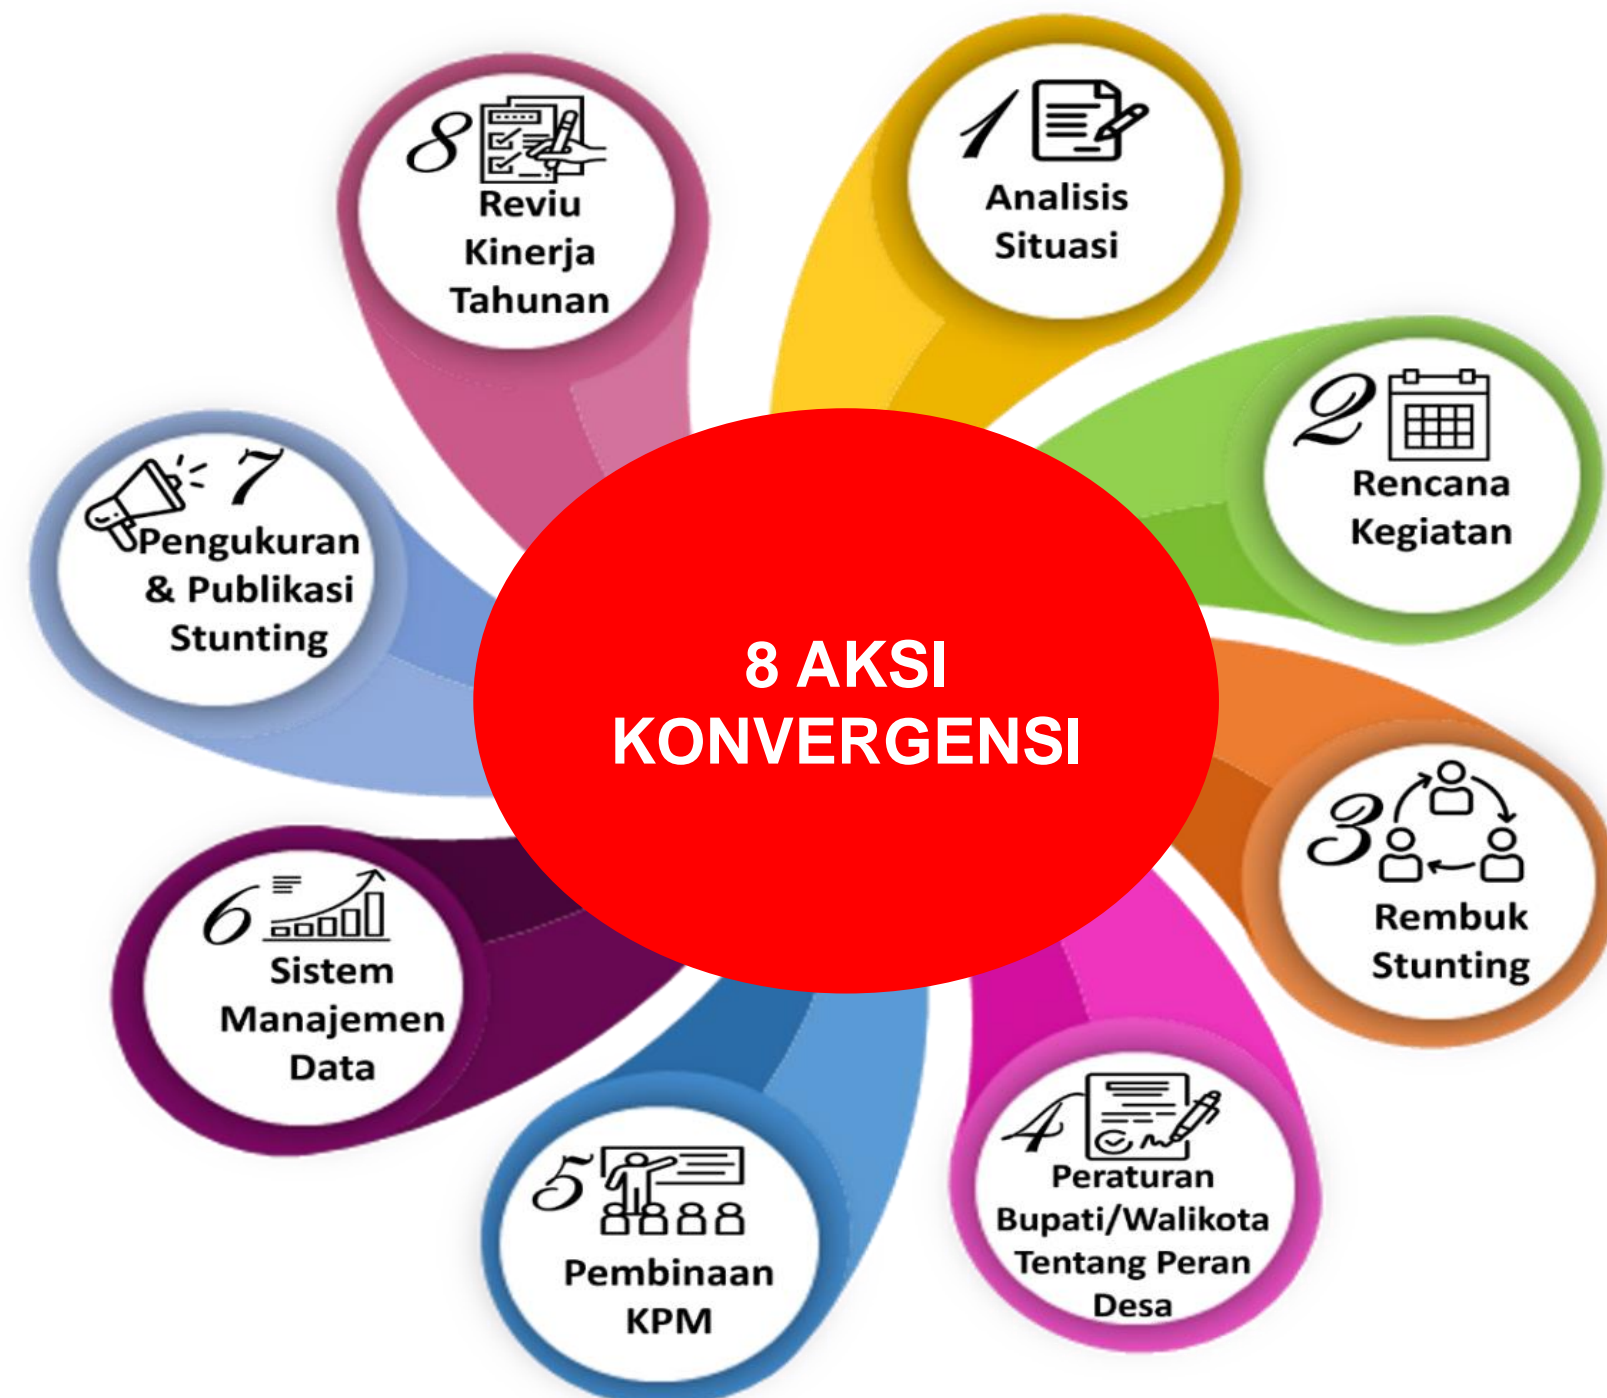 8 AKSI
KONVERGENSI
1
Analisis
Situasi
2
Rencana
Kegiatan
3
Rembuk
Stunting
4
Peraturan
Bupati/Walikota
Tentang Peran
Desa
5
Pembinaan
KPM
6
Sistem
Manajemen
Data
7
Pengukuran
& Publikasi
Stunting
8
Reviu
Kinerja
Tahunan